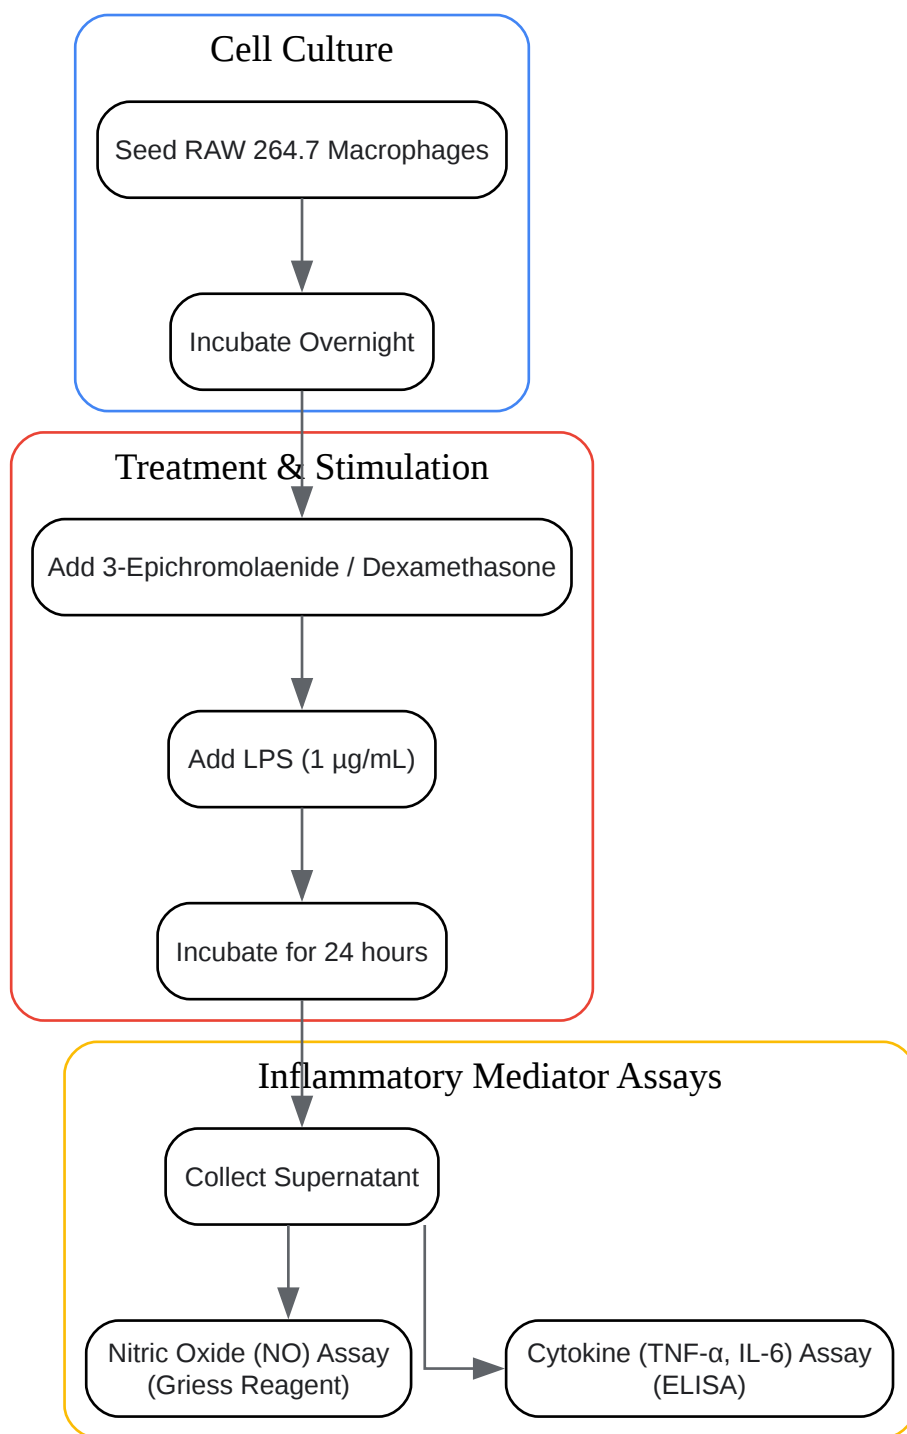 Cell Culture
Seed RAW 264.7 Macrophages
Incubate Overnight
Treatment & Stimulation
Add 3-Epichromolaenide / Dexamethasone
Add LPS (1 µg/mL)
Incubate for 24 hours
Inflammatory Mediator Assays
Collect Supernatant
Nitric Oxide (NO) Assay
(Griess Reagent)
Cytokine (TNF-α, IL-6) Assay
(ELISA)